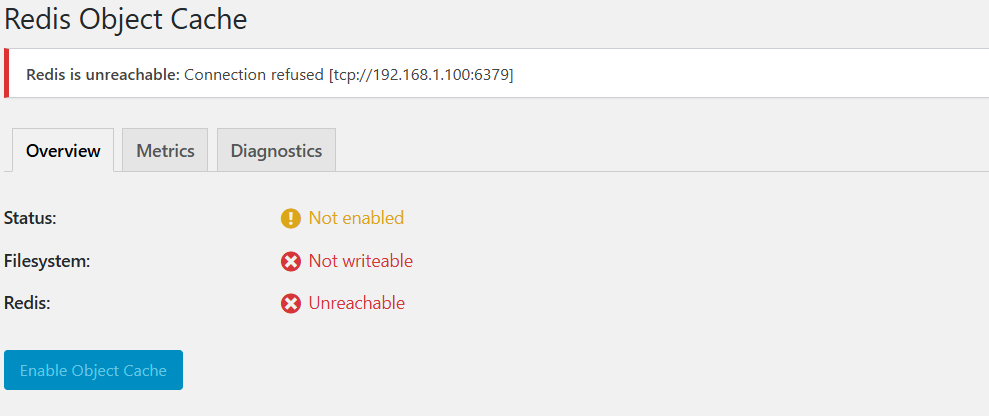 Redis Object Cache
Redis is unreachable: Connection refused [tcp://192.168.1.100:6379]
Overview Metrics Diagnostics
Status: Not enabled
Filesystem: Not writeable
Redis: Unreachable
Enable Object Cache